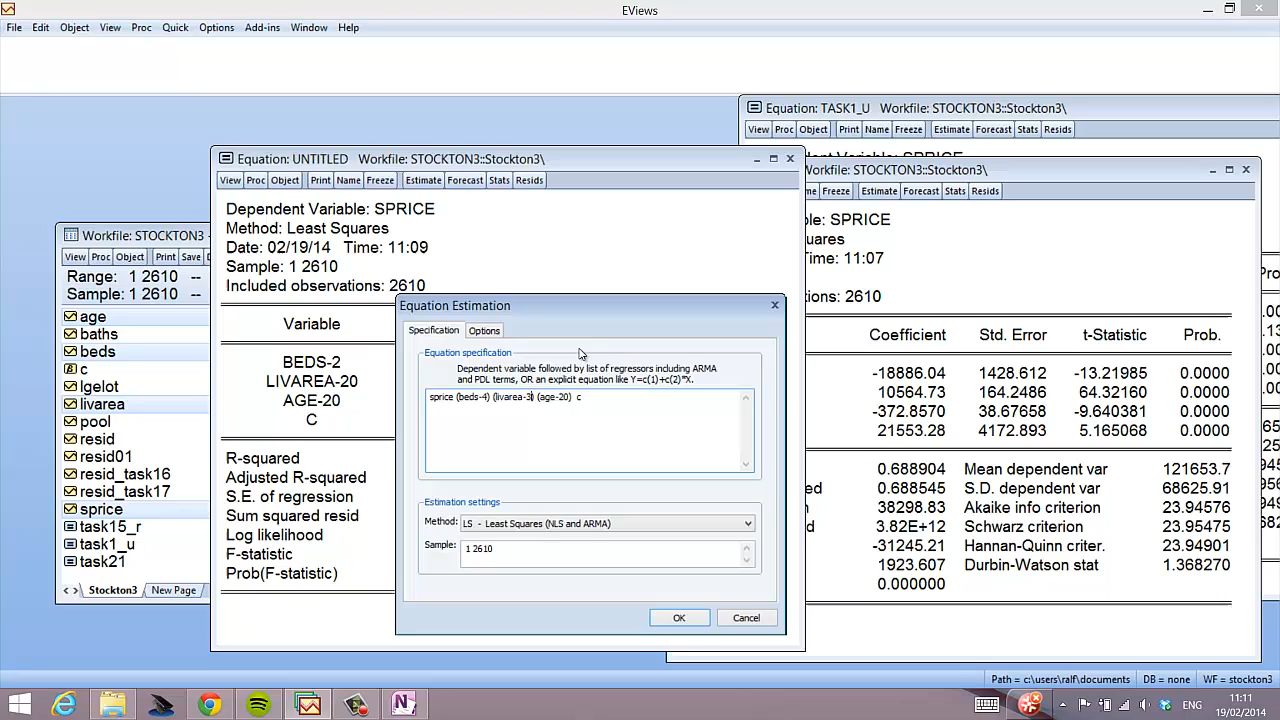 EViews
File Edit Object View Proc Quick Options Add-ins Window Help
Equation: TASK1_U Workfile: STOCKTON3::Stockton3\
View Proc Object Print Name Freeze Estimate Forecast Stats Resids
Variable: SPRICE
Workfile: STOCKTON3::Stockton3\
Freeze Estimate Forecast Stats Resids
ble: SPRICE
uares
Time: 11:07
tions: 2610
Coefficient Std. Error t-Statistic Prob.
-18886.04 1428.612 -13.21985 0.0000
10564.73 164.2486 64.32160 0.0000
-372.8570 38.67658 -9.640381 0.0000
21553.28 4172.893 5.165068 0.0000
0.688904 Mean dependent var 121653.7
ed 0.688545 S.D. dependent var 68625.91
on 38298.83 Akaike info criterion 23.94576
d 3.82E+12 Schwarz criterion 23.95475
-31245.21 Hannan-Quinn criter. 23.94901
1923.607 Durbin-Watson stat 1.368270
0.000000
Equation: UNTITLED Workfile: STOCKTON3::Stockton3\
View Proc Object Print Name Freeze Estimate Forecast Stats Resids
Dependent Variable: SPRICE
Method: Least Squares
Date: 02/19/14 Time: 11:09
Sample: 1 2610
Included observations: 2610
Variable
BEDS-2
LIVAREA-20
AGE-20
C
R-squared
Adjusted R-squared
S.E. of regression
Sum squared resid
Log likelihood
F-statistic
Prob(F-statistic)
Workfile: STOCKTON3 -
View Proc Object Print Save
Range: 1 2610 --
Sample: 1 2610 --
age
baths
beds
c
lgelot
livarea
pool
resid
resid01
resid_task16
resid_task17
sprice
task15_r
task1_u
task21
Stockton3 New Page
Equation Estimation
Specification Options
Equation specification
Dependent variable followed by list of regressors including ARMA
and PDL terms, OR an explicit equation like Y=c(1)+c(2)*X.
sprice (beds-4) (livarea-3) (age-20) c
Estimation settings
Method: LS - Least Squares (NLS and ARMA)
Sample: 1 2610
OK Cancel
Path = c:\users\ralf\documents DB = none WF = stockton3
ENG
11:11
19/02/2014